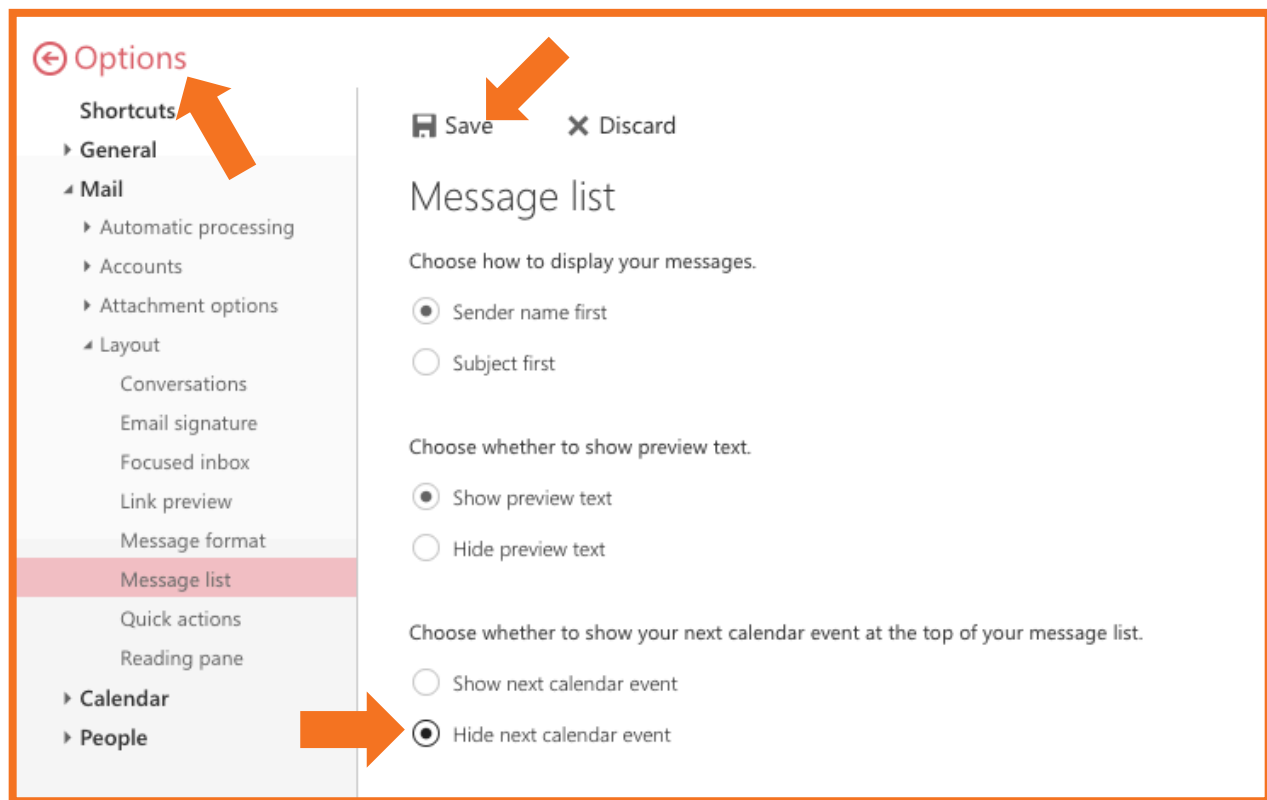 Options
Shortcuts
General
Mail
Automatic processing
Accounts
Attachment options
Layout
Conversations
Email signature
Focused inbox
Link preview
Message format
Message list
Quick actions
Reading pane
Calendar
People
Save Discard
Message list
Choose how to display your messages.
Sender name first
Subject first
Choose whether to show preview text.
Show preview text
Hide preview text
Choose whether to show your next calendar event at the top of your message list.
Show next calendar event
Hide next calendar event